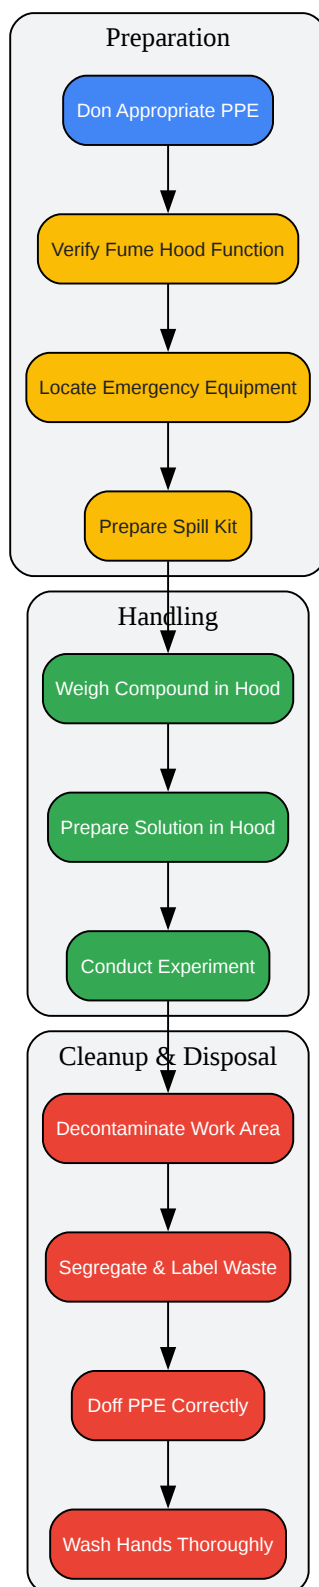 Preparation
Don Appropriate PPE
Verify Fume Hood Function
Locate Emergency Equipment
Prepare Spill Kit
Handling
Weigh Compound in Hood
Prepare Solution in Hood
Conduct Experiment
Cleanup & Disposal
Decontaminate Work Area
Segregate & Label Waste
Doff PPE Correctly
Wash Hands Thoroughly